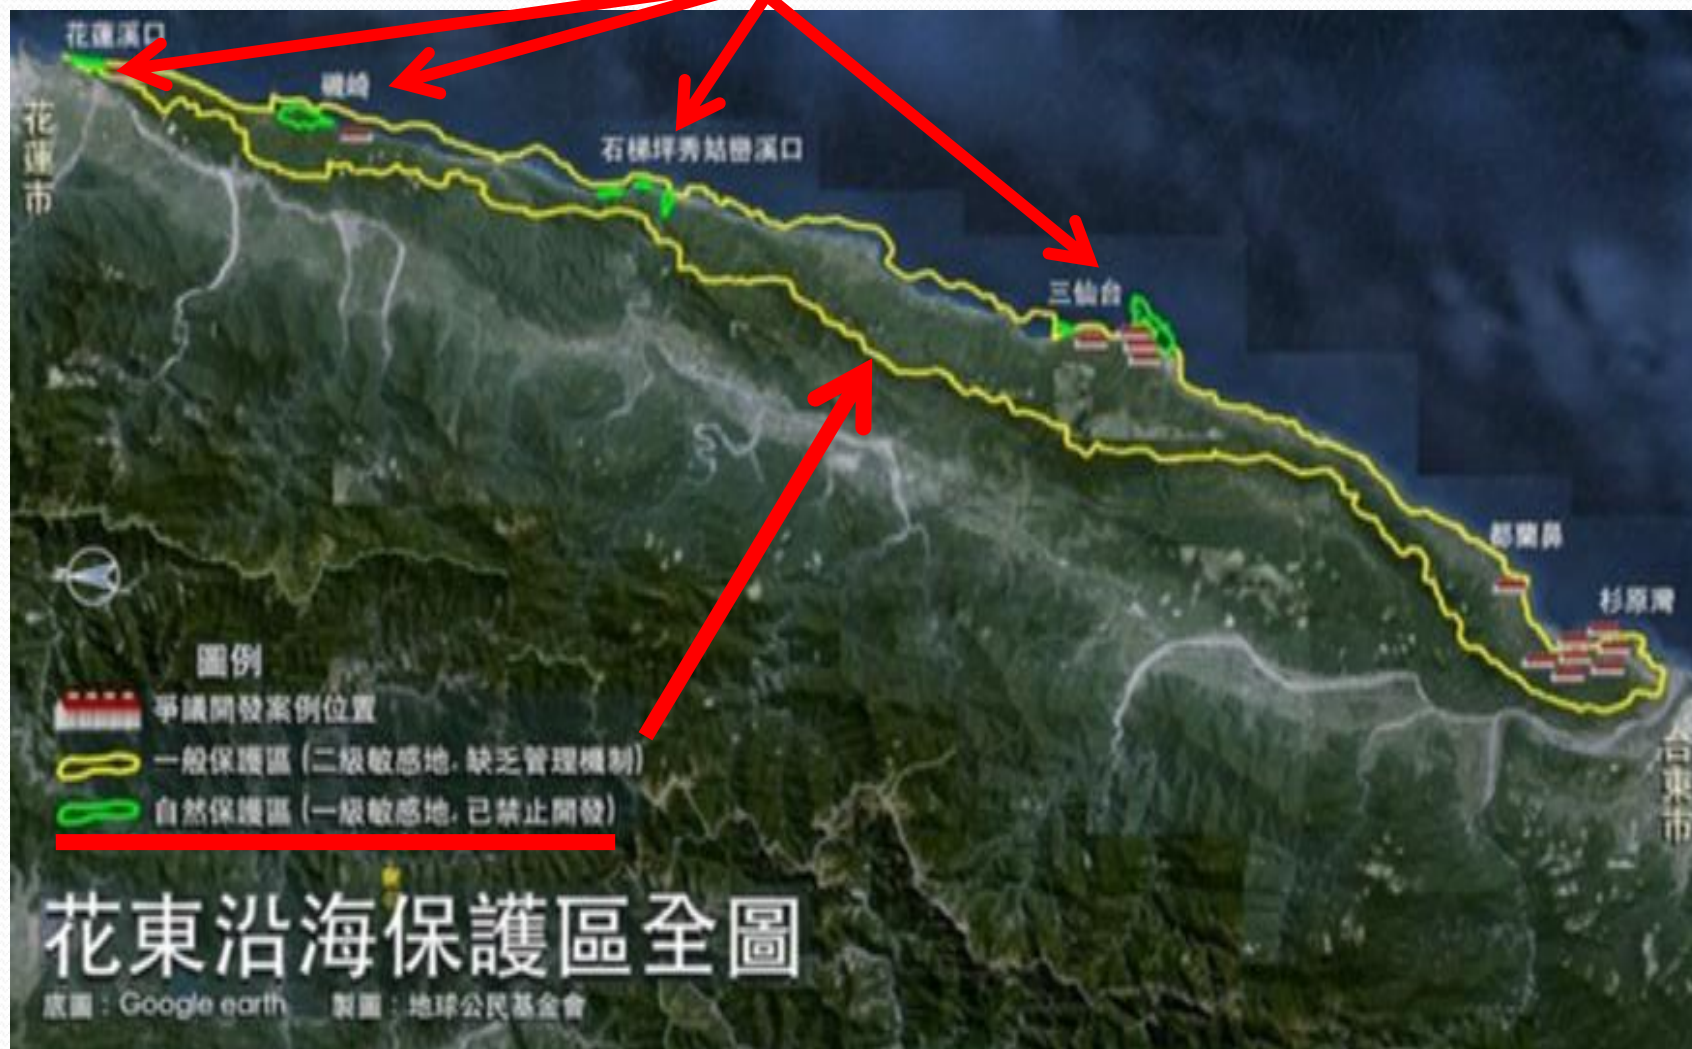 花蓮溪口
磯崎
花蓮市
石梯坪秀姑巒溪口
三仙台
都蘭鼻
杉原灣
台東市
圖例
爭議開發案例位置
一般保護區 (二級敏感地, 缺乏管理機制)
自然保護區 (一級敏感地, 已禁止開發)
花東沿海保護區全圖
底圖：Google earth 製圖：地球公民基金會